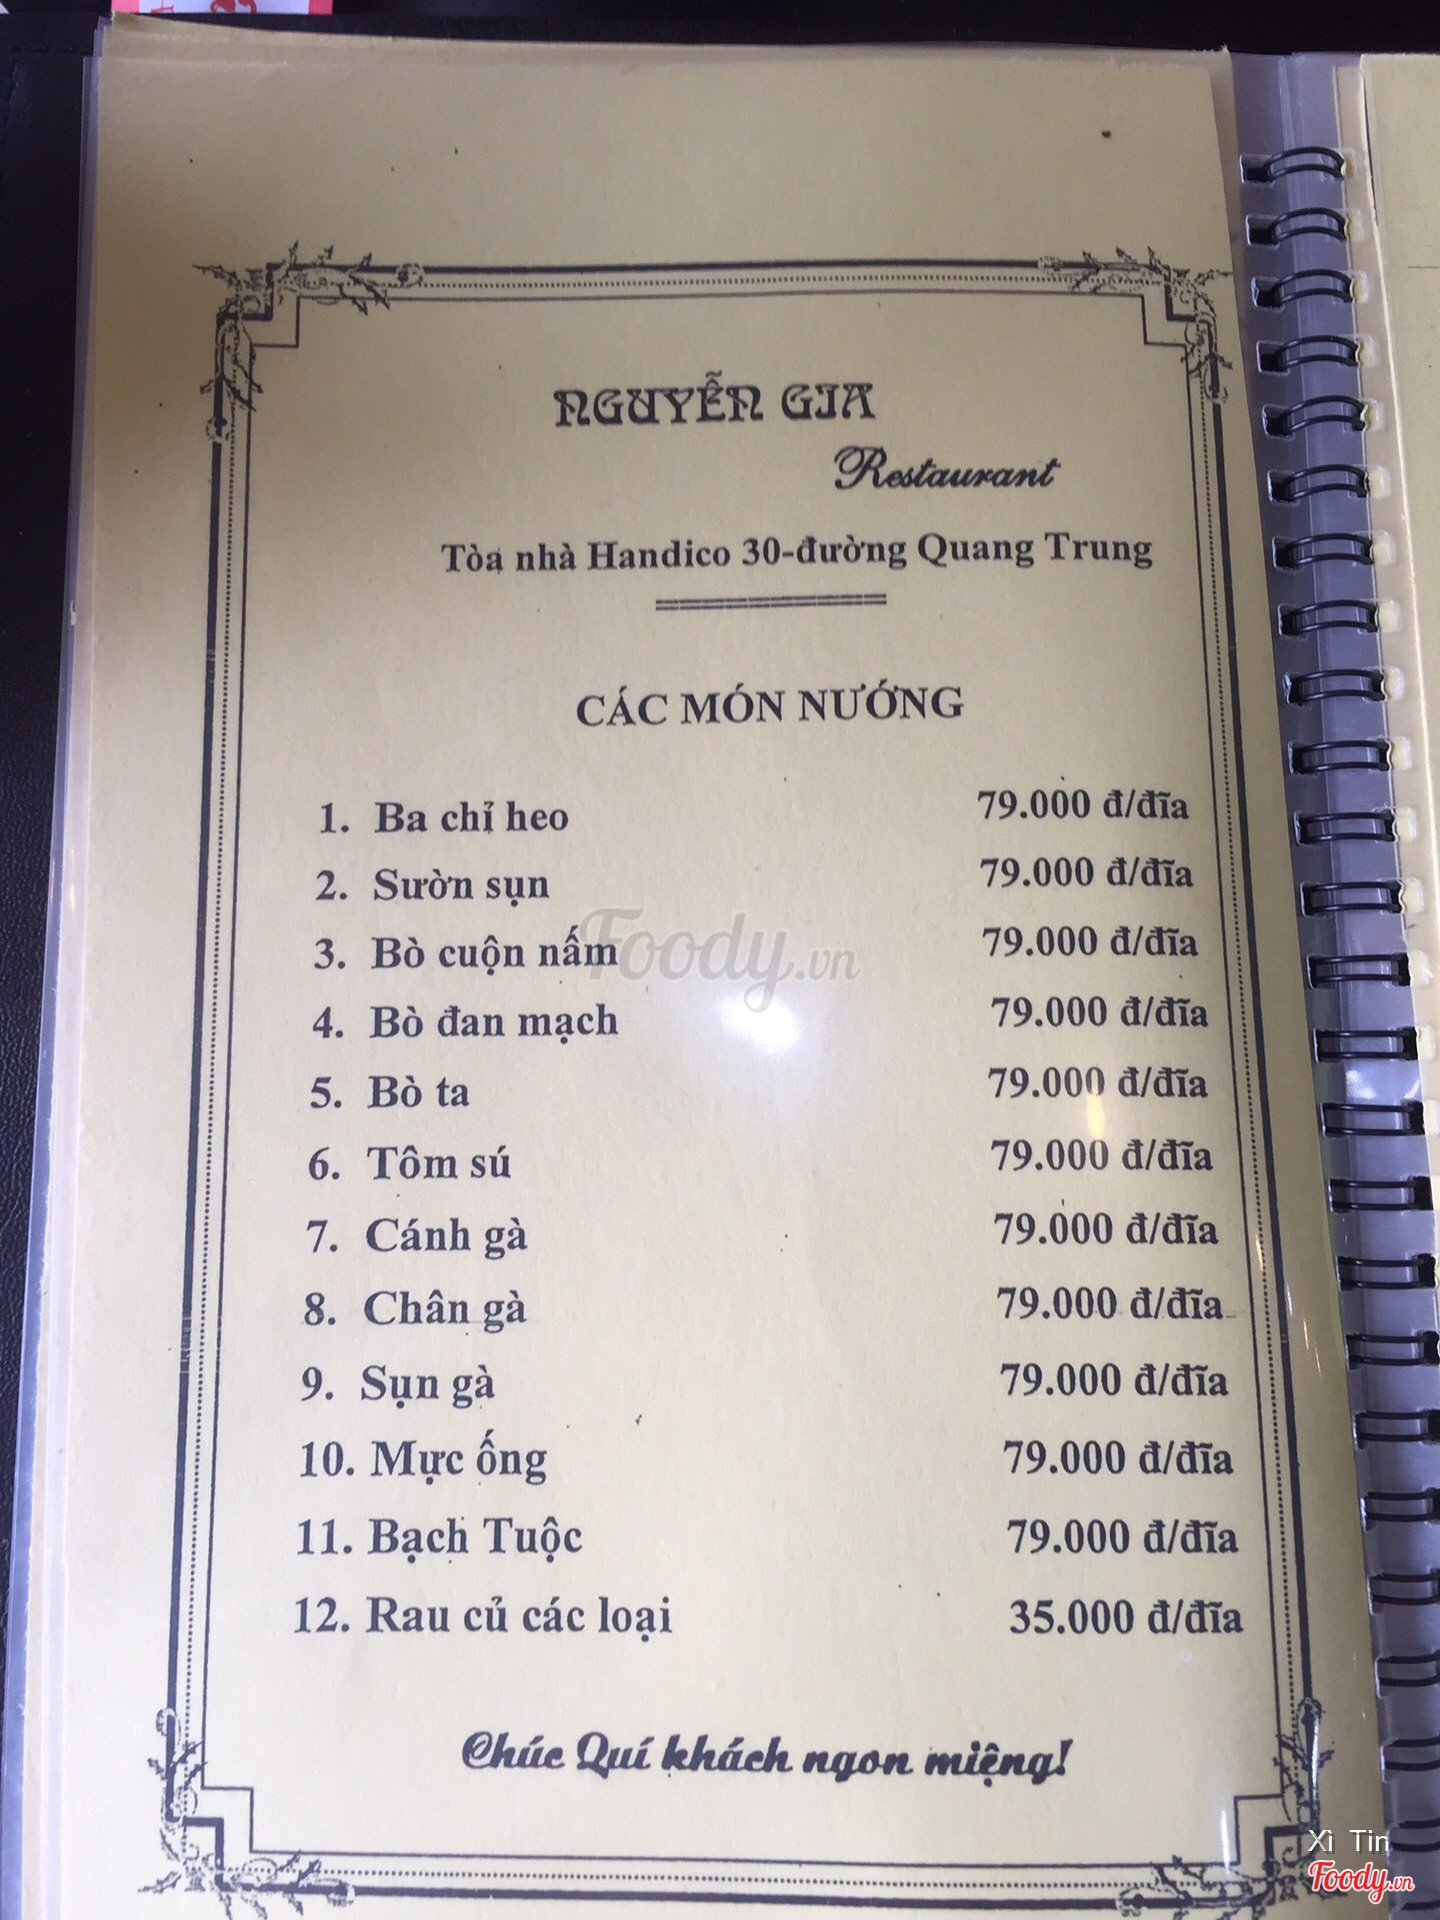 NGUYỄN GIA
Restaurant
Tòa nhà Handico 30-đường Quang Trung
CÁC MÓN NƯỚNG
1. Ba chỉ heo 79.000 đ/đĩa
2. Sườn sụn 79.000 đ/đĩa
3. Bò cuộn nấm 79.000 đ/đĩa
Foody.vn
4. Bò đan mạch 79.000 đ/đĩa
5. Bò ta 79.000 đ/đĩa
6. Tôm sú 79.000 đ/đĩa
7. Cánh gà 79.000 đ/đĩa
8. Chân gà 79.000 đ/đĩa
9. Sụn gà 79.000 đ/đĩa
10. Mực ống 79.000 đ/đĩa
11. Bạch Tuộc 79.000 đ/đĩa
12. Rau củ các loại 35.000 đ/đĩa
Chúc Quí khách ngon miệng!
Xì Tin
Foody.vn